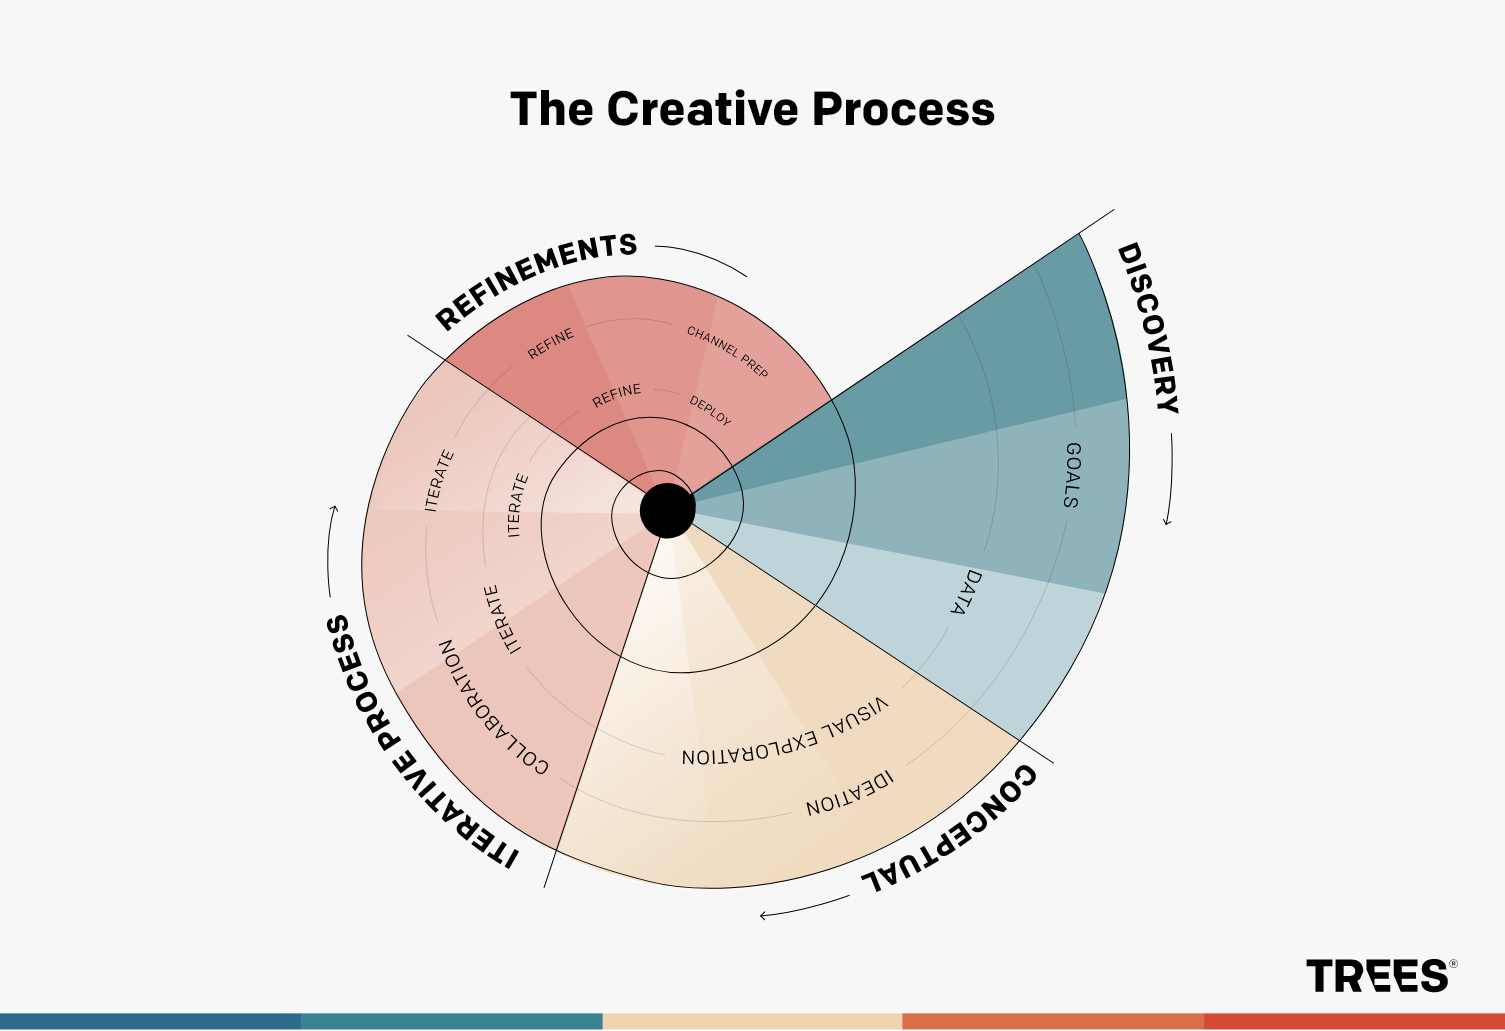 The Creative Process
DISCOVERY
GOALS
DATA
CONCEPTUAL
IDEATION
VISUAL EXPLORATION
ITERATIVE PROCESS
COLLABORATION
ITERATE
ITERATE
ITERATE
REFINEMENTS
REFINE
REFINE
CHANNEL PREP
DEPLOY
TREES®